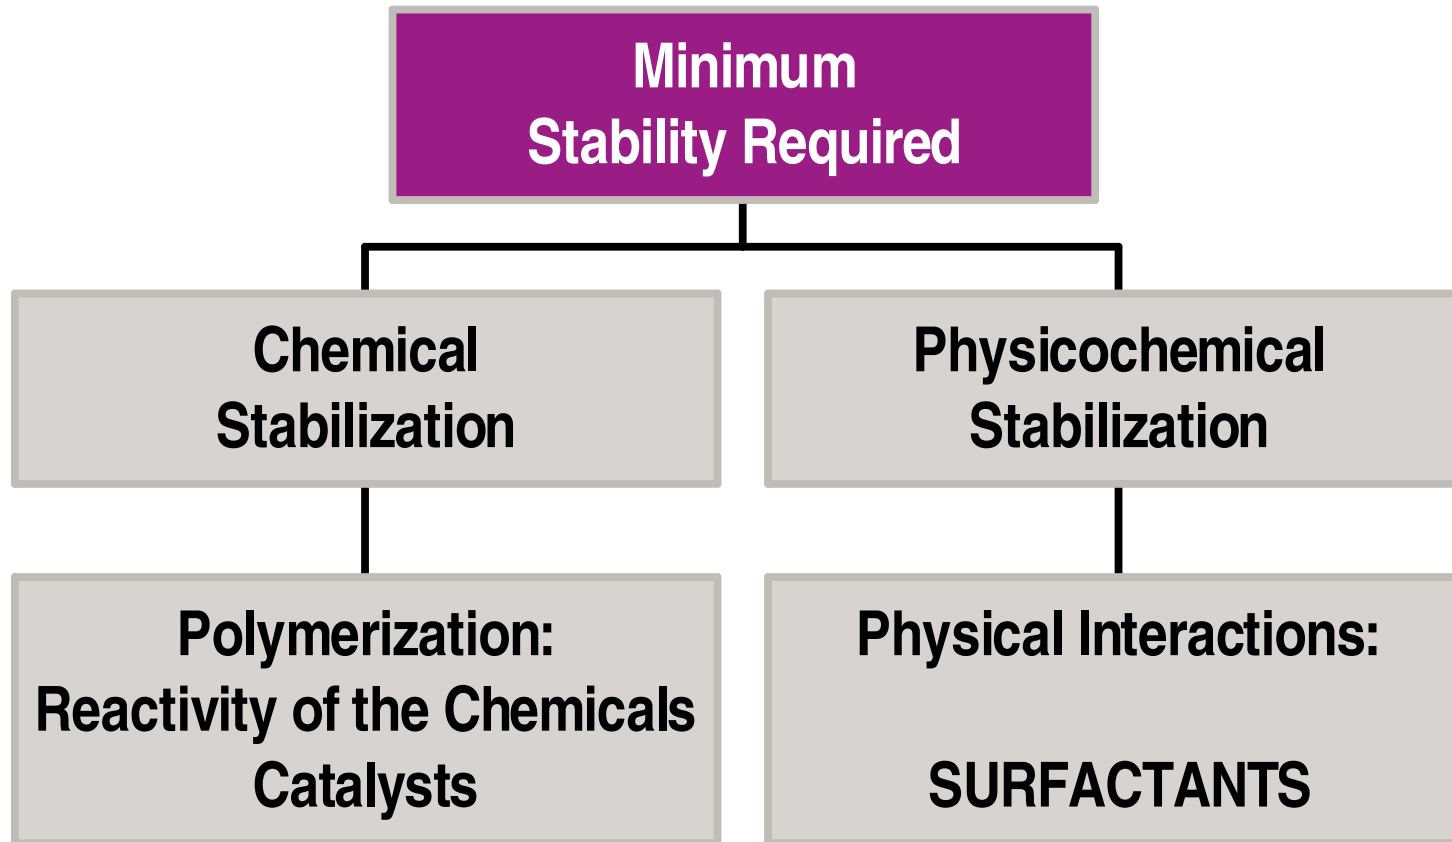 Minimum
Stability Required
Chemical
Stabilization
Physicochemical
Stabilization
Polymerization:
Reactivity of the Chemicals
Catalysts
Physical Interactions:
SURFACTANTS